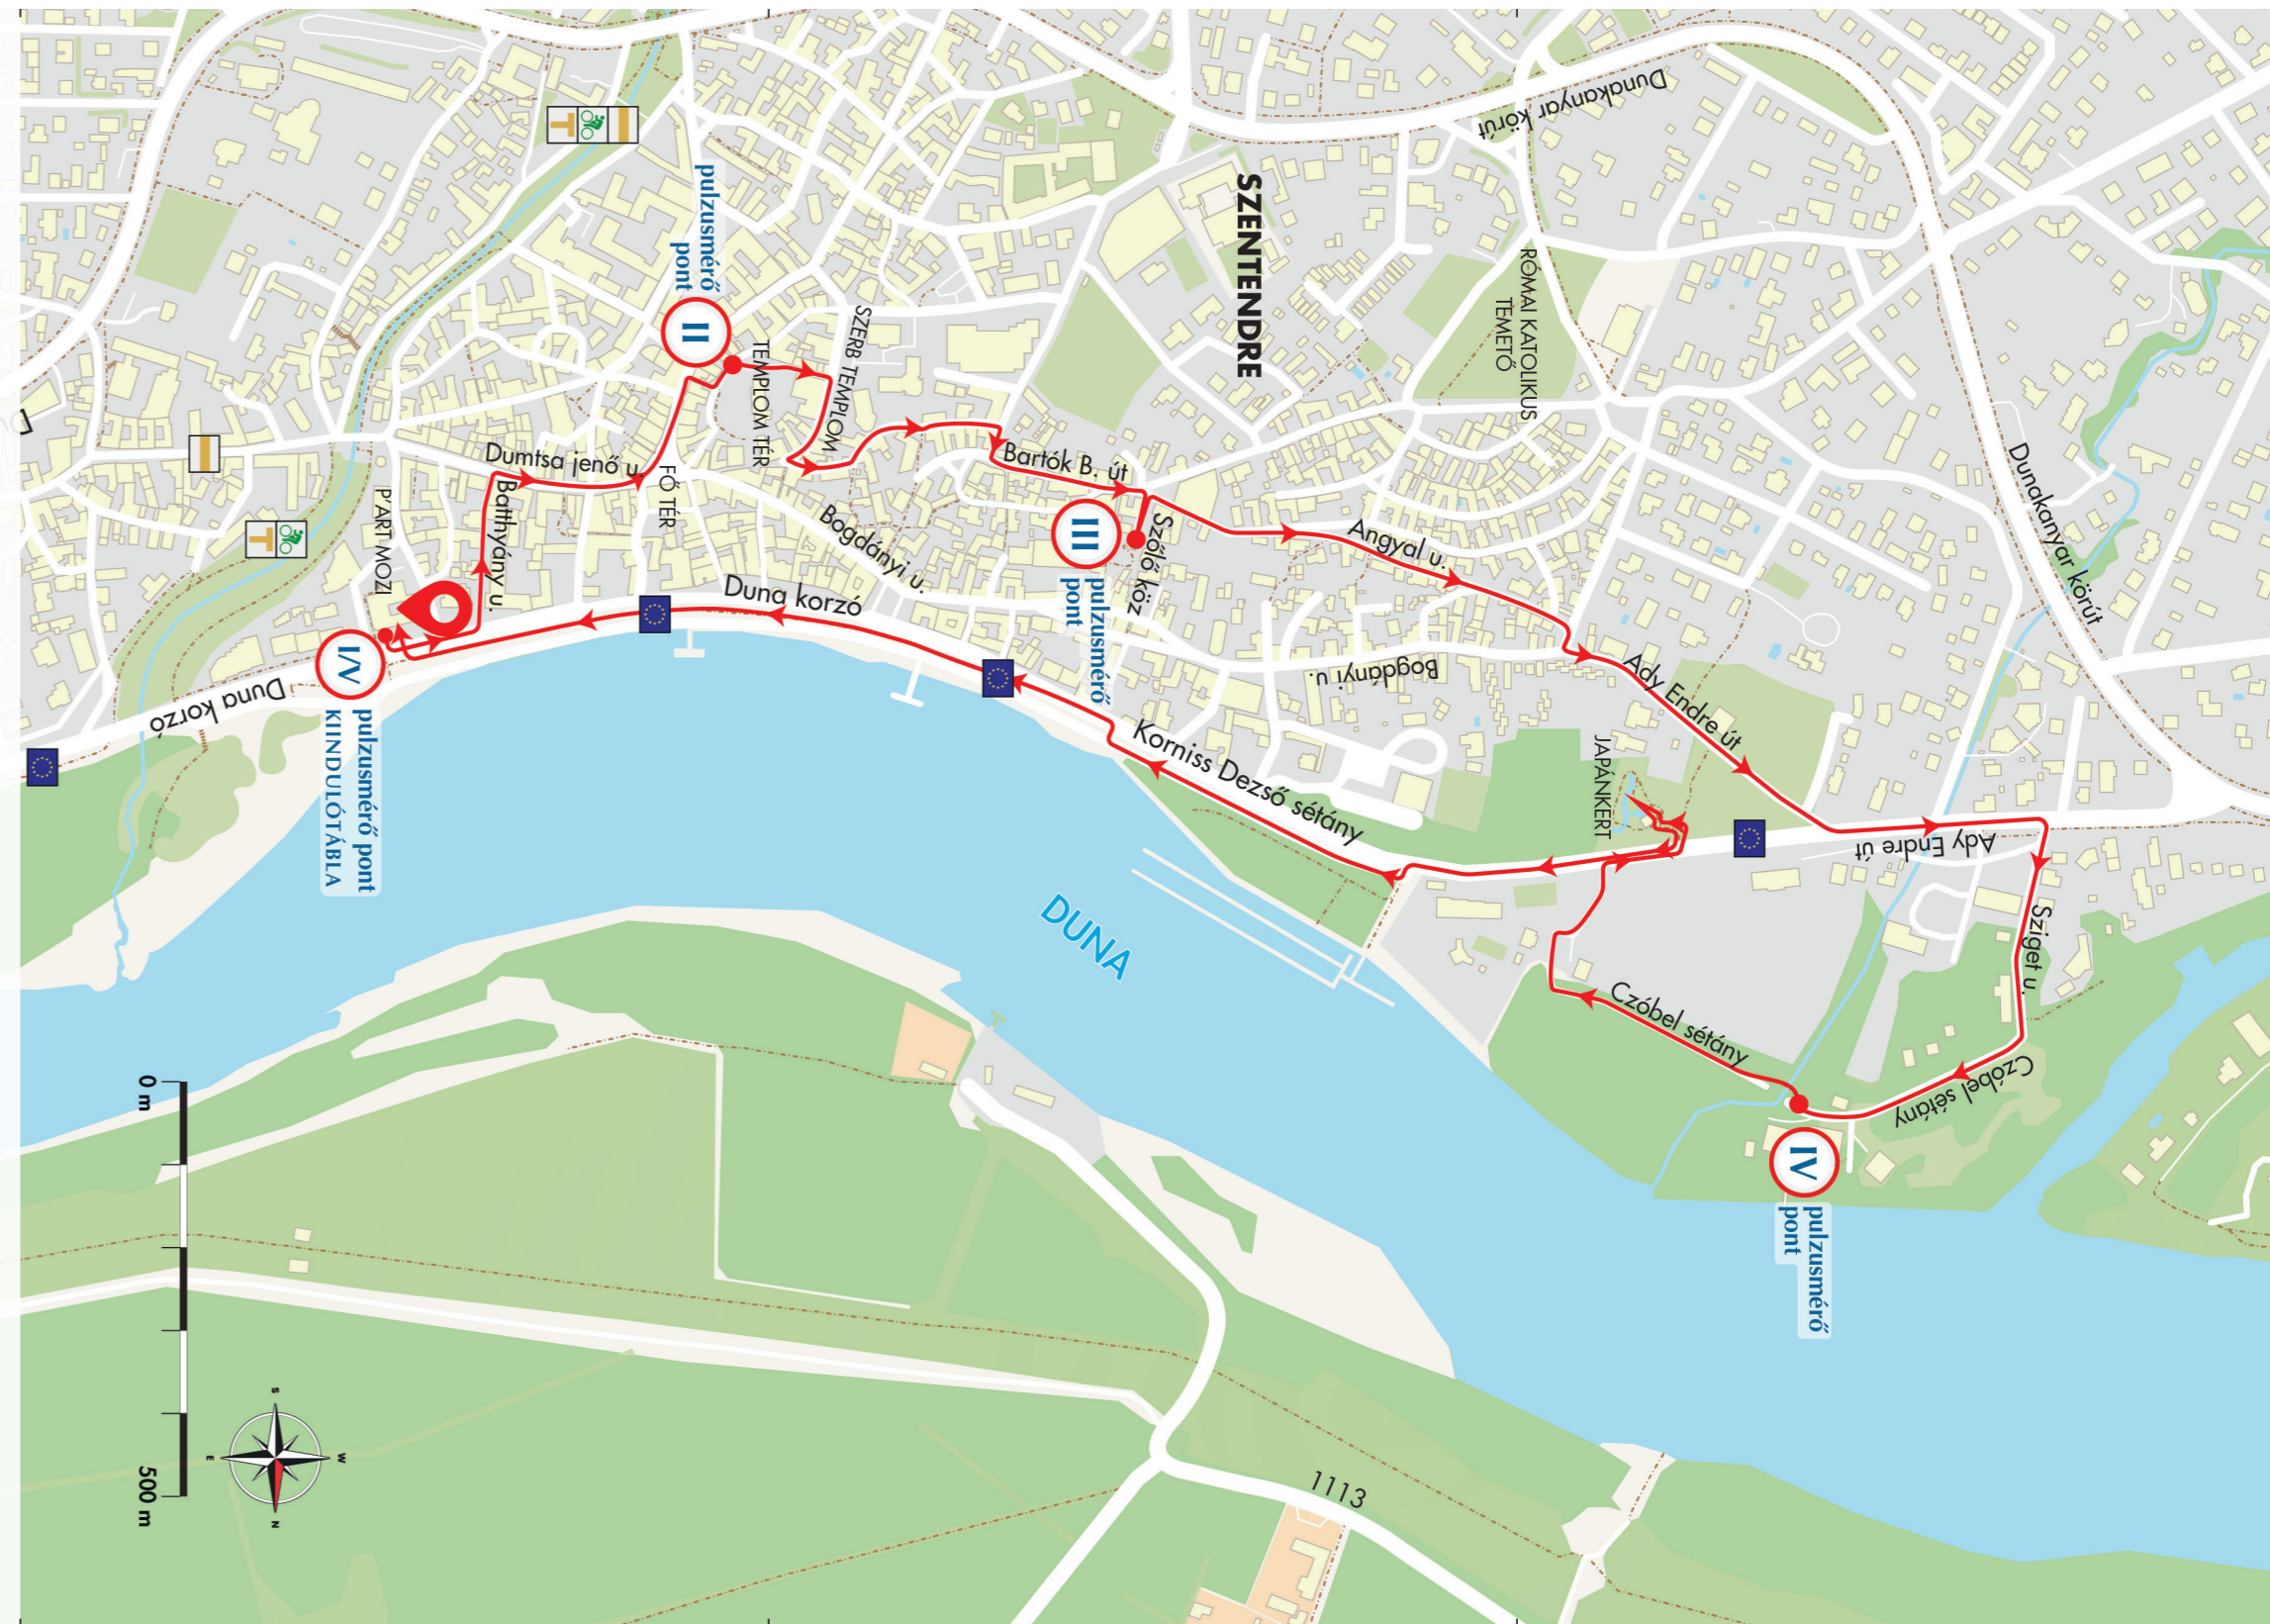 Dunakanyar körút
pulzusmérő
pont
II
SZENTENDRE
RÓMAI KATOLIKUS
TEMETŐ
SZERB TEMPLOM
TEMPLOM TÉR
Dunakanyar körút
Dumtsa jenő u.
FŐ TÉR
Bartók B. út
Batthyány u.
PART MOZI
Bogdányi u.
III
pulzusmérő
pont
Szőlő köz
Angyal u.
Duna korzó
Bogdányi u.
Ady Endre út
I/V
pulzusmérő pont
KIINDULÓTÁBLA
Duna korzó
Korniss Dezső sétány
JAPÁNKERT
Ady Endre út
Sziget u.
DUNA
Czóbel sétány
Czóbel sétány
IV
pulzusmérő
pont
0 m
500 m
S
W
E
N
1113